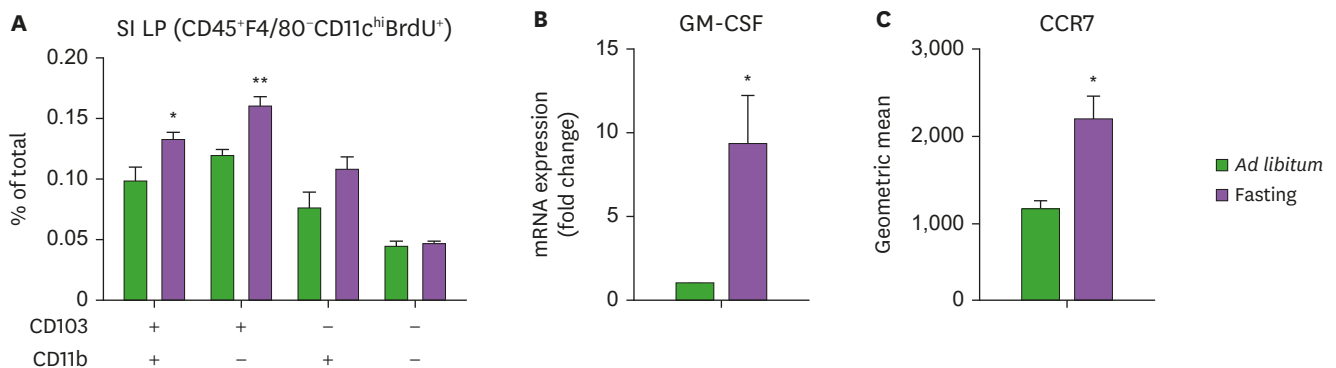 A
SI LP (CD45⁺F4/80⁻CD11cʰⁱBrdU⁺)
% of total
0.20
0.15
0.10
0.05
0
*
**
CD103 + + − −
CD11b + − + −
B
GM-CSF
mRNA expression
(fold change)
15
10
5
0
*
C
CCR7
Geometric mean
3,000
2,000
1,000
0
*
Ad libitum
Fasting